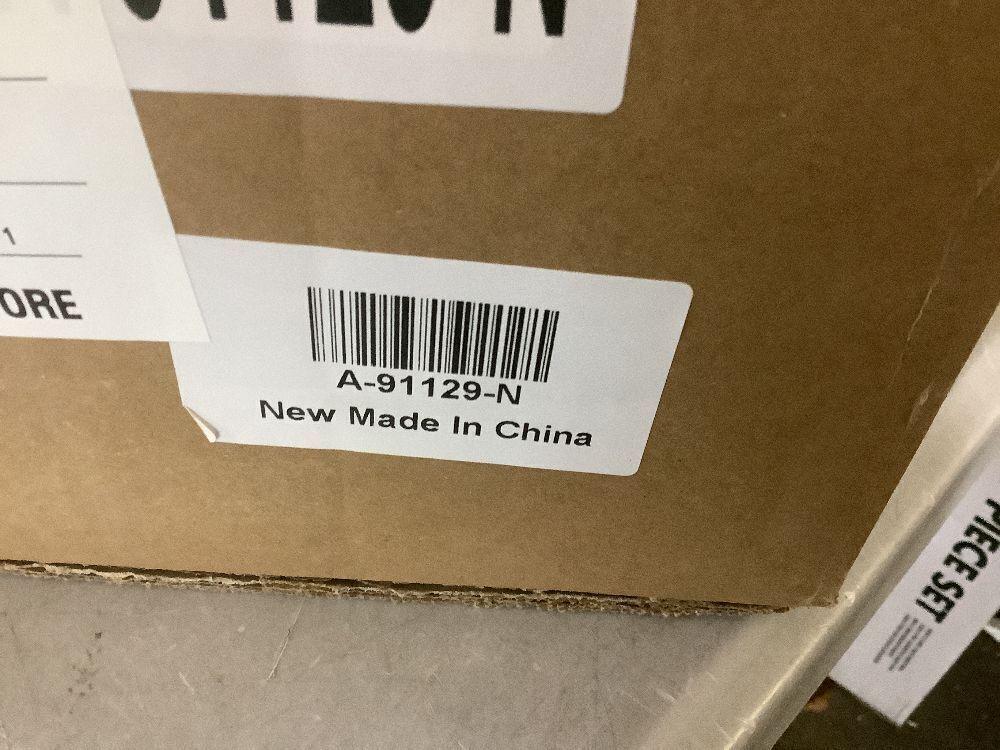 1
ORE
A-91129-N
New Made In China
PIECE SET